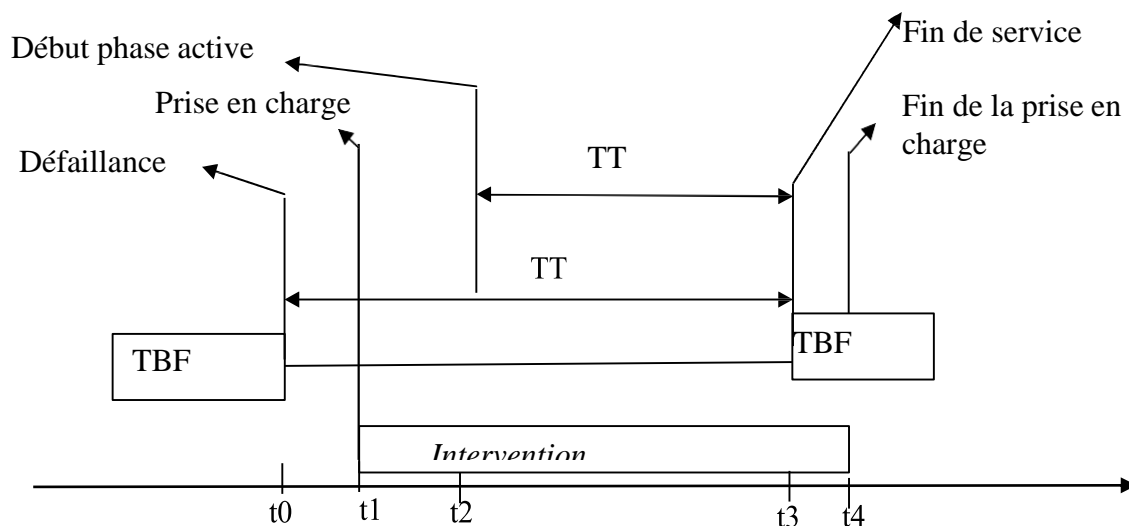 Début phase active
Fin de service
Prise en charge
Fin de la prise en
charge
Défaillance
TT
TT
TBF
TBF
Intervention
t0
t1
t2
t3
t4